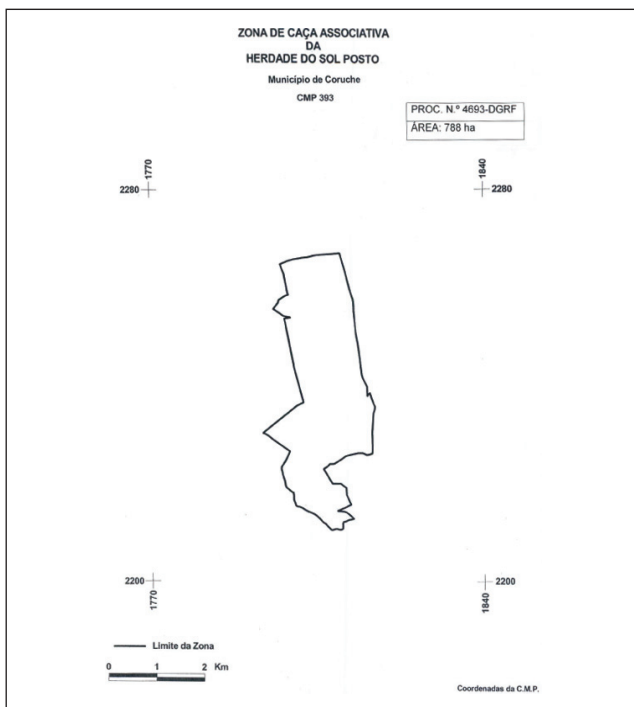 ZONA DE CAÇA ASSOCIATIVA
DA
HERDADE DO SOL POSTO
Município de Coruche
CMP 393
PROC. N.º 4693-DGRF
ÁREA: 788 ha
1770
1840
2280
2280
2200
2200
1770
1840
Limite da Zona
0 1 2 Km
Coordenadas da C.M.P.